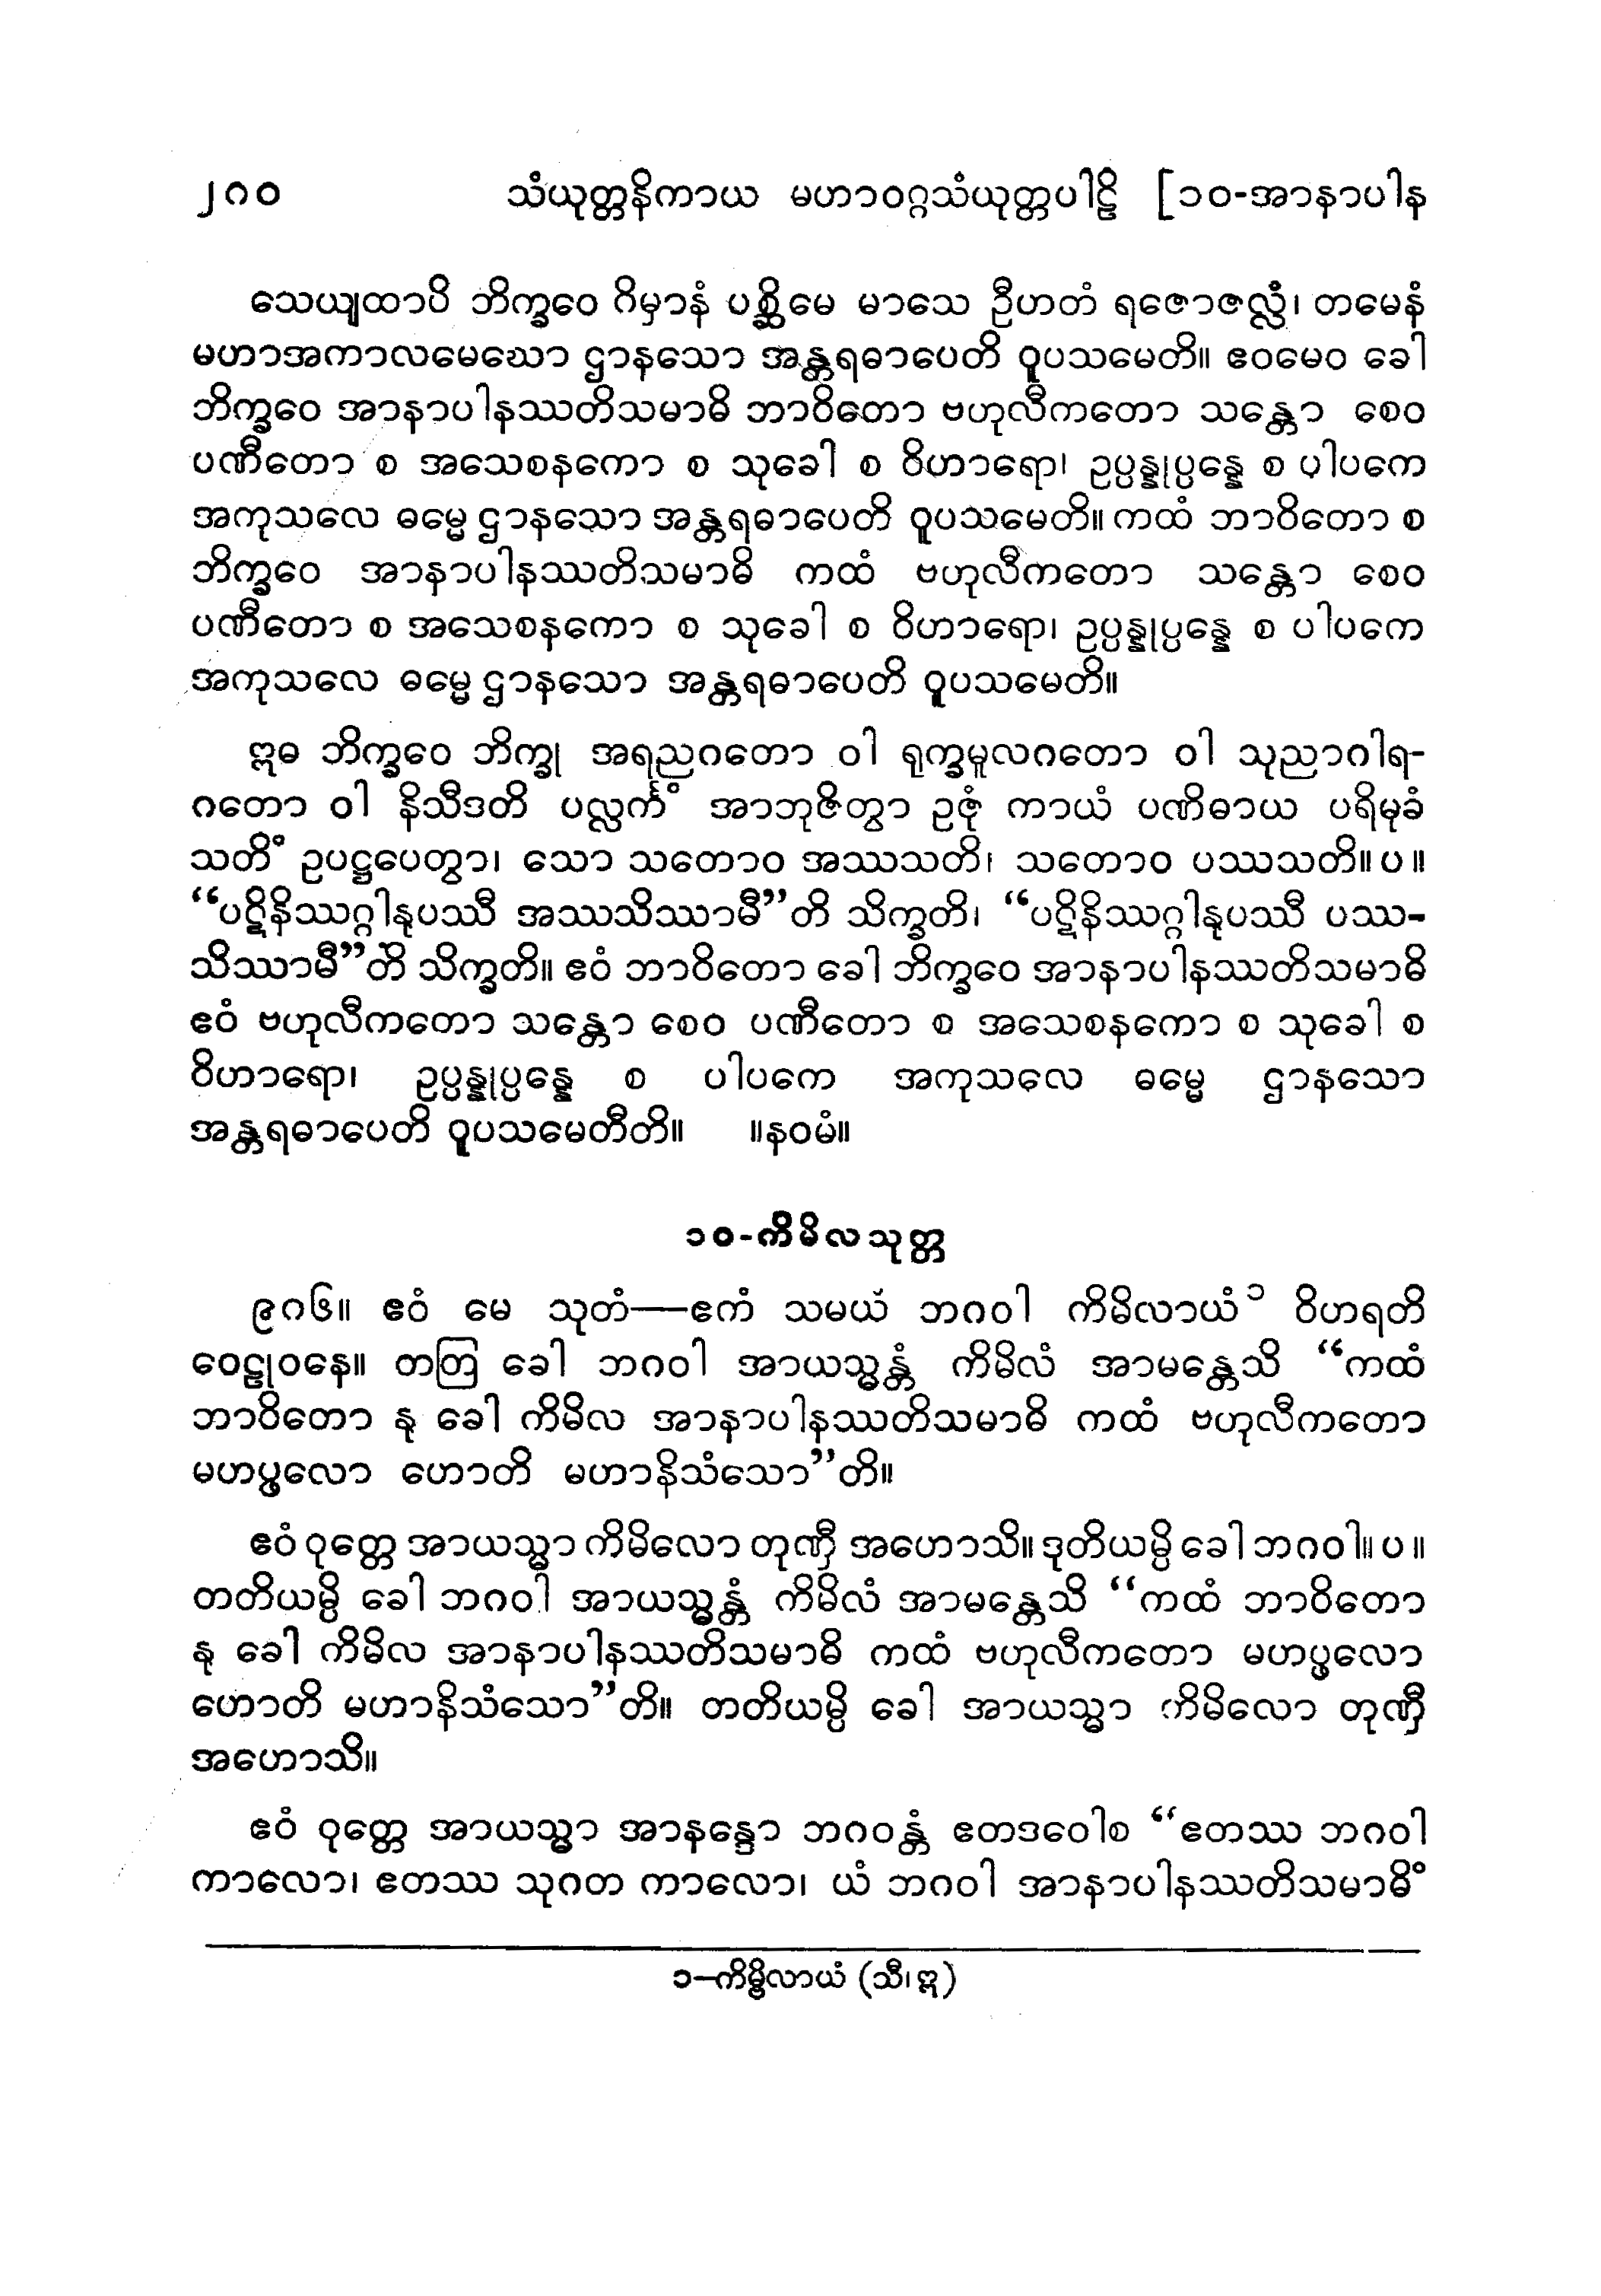 ၂၈၀ သံယုတ္တနိကာယ မဟာဝဂ္ဂသံယုတ္တပါဠိ [၁၀-အာနာပါန
သေယျထာပိ ဘိက္ခဝေ ဂိမှာနံ ပစ္ဆိမေ မာသေ ဦဟတံ ရဇောဇလ္လံ၊ တမေနံ
မဟာအကာလမေဃော ဌာနသော အန္တရဓာပေတိ ဝူပသမေတိ။ ဧဝမေဝ ခေါ
ဘိက္ခဝေ အာနာပါနဿတိသမာဓိ ဘာဝိတော ဗဟုလီကတော သန္တော စေဝ
ပဏီတော စ အသေစနကော စ သုခေါ စ ဝိဟာရော၊ ဥပ္ပန္နုပ္ပန္နေ စ ပါပကေ
အကုသလေ ဓမ္မေ ဌာနသော အန္တရဓာပေတိ ဝူပသမေတိ။ ကထံ ဘာဝိတော စ
ဘိက္ခဝေ အာနာပါနဿတိသမာဓိ ကထံ ဗဟုလီကတော သန္တော စေဝ
ပဏီတော စ အသေစနကော စ သုခေါ စ ဝိဟာရော၊ ဥပ္ပန္နုပ္ပန္နေ စ ပါပကေ
အကုသလေ ဓမ္မေ ဌာနသော အန္တရဓာပေတိ ဝူပသမေတိ။
ဣဓ ဘိက္ခဝေ ဘိက္ခု အရညဂတော ဝါ ရုက္ခမူလဂတော ဝါ သုညာဂါရ-
ဂတော ဝါ နိသီဒတိ ပလ္လင်္ကံ အာဘုဇိတွာ ဥဇုံ ကာယံ ပဏိဓာယ ပရိမုခံ
သတိံ ဥပဋ္ဌပေတွာ၊ သော သတောဝ အဿသတိ၊ သတောဝ ပဿသတိ။ ပ ။
“ပဋိနိဿဂ္ဂါနုပဿီ အဿသိဿာမီ”တိ သိက္ခတိ၊ “ပဋိနိဿဂ္ဂါနုပဿီ ပဿ-
သိဿာမီ”တိ သိက္ခတိ။ ဧဝံ ဘာဝိတော ခေါ ဘိက္ခဝေ အာနာပါနဿတိသမာဓိ
ဧဝံ ဗဟုလီကတော သန္တော စေဝ ပဏီတော စ အသေစနကော စ သုခေါ စ
ဝိဟာရော၊ ဥပ္ပန္နုပ္ပန္နေ စ ပါပကေ အကုသလေ ဓမ္မေ ဌာနသော
အန္တရဓာပေတိ ဝူပသမေတီတိ။ ။နဝမံ။
၁၀-ကိမိလသုတ္တ
၉၈၆။ ဧဝံ မေ သုတံ—ဧကံ သမယံ ဘဂဝါ ကိမိလာယံ ၁ ဝိဟရတိ
ဝေဠုဝနေ။ တတြ ခေါ ဘဂဝါ အာယသ္မန္တံ ကိမိလံ အာမန္တေသိ “ကထံ
ဘာဝိတော နု ခေါ ကိမိလ အာနာပါနဿတိသမာဓိ ကထံ ဗဟုလီကတော
မဟပ္ဖလော ဟောတိ မဟာနိသံသော”တိ။
ဧဝံ ဝုတ္တေ အာယသ္မာ ကိမိလော တုဏှီ အဟောသိ။ ဒုတိယမ္ပိ ခေါ ဘဂဝါ။ ပ ။
တတိယမ္ပိ ခေါ ဘဂဝါ အာယသ္မန္တံ ကိမိလံ အာမန္တေသိ “ကထံ ဘာဝိတော
နု ခေါ ကိမိလ အာနာပါနဿတိသမာဓိ ကထံ ဗဟုလီကတော မဟပ္ဖလော
ဟောတိ မဟာနိသံသော”တိ။ တတိယမ္ပိ ခေါ အာယသ္မာ ကိမိလော တုဏှီ
အဟောသိ။
ဧဝံ ဝုတ္တေ အာယသ္မာ အာနန္ဒော ဘဂဝန္တံ ဧတဒဝေါစ “ဧတဿ ဘဂဝါ
ကာလော၊ ဧတဿ သုဂတ ကာလော၊ ယံ ဘဂဝါ အာနာပါနဿတိသမာဓိံ
၁—ကိမ္ဗိလာယံ (သီ၊ ဣ)